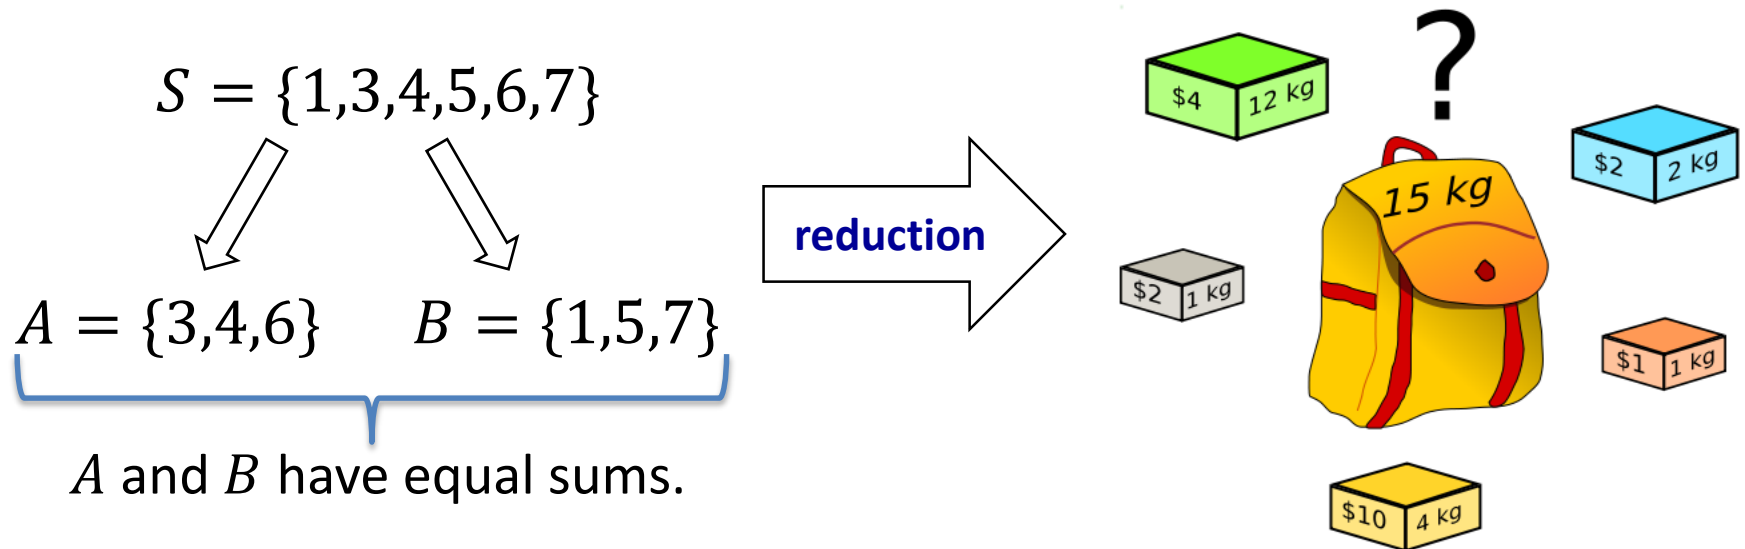 S = {1,3,4,5,6,7}
A = {3,4,6} B = {1,5,7}
A and B have equal sums.
reduction
?
$4 12 kg
15 kg
$2 2 kg
$2 1 kg
$1 1 kg
$10 4 kg